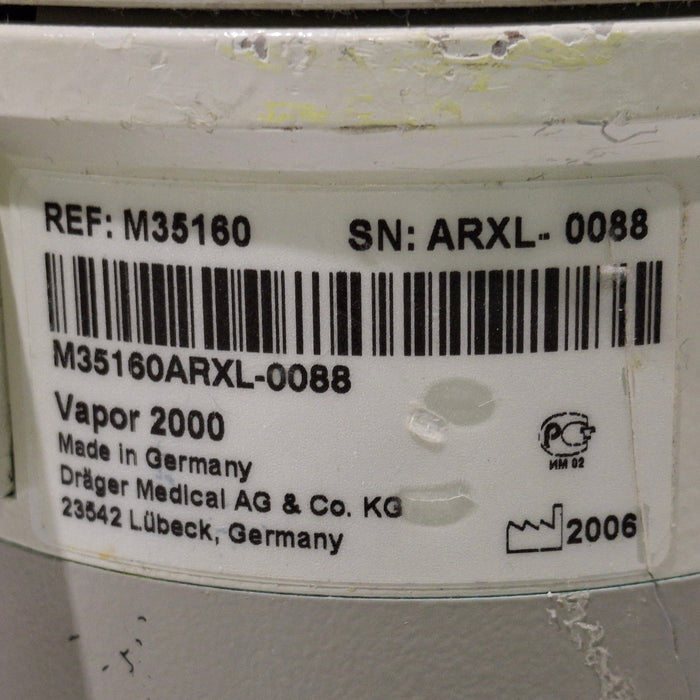 REF: M35160 SN: ARXL- 0088
M35160ARXL-0088
Vapor 2000
Made in Germany
Dräger Medical AG & Co. KG
23542 Lübeck, Germany
РСТ
ИМ 02
2006